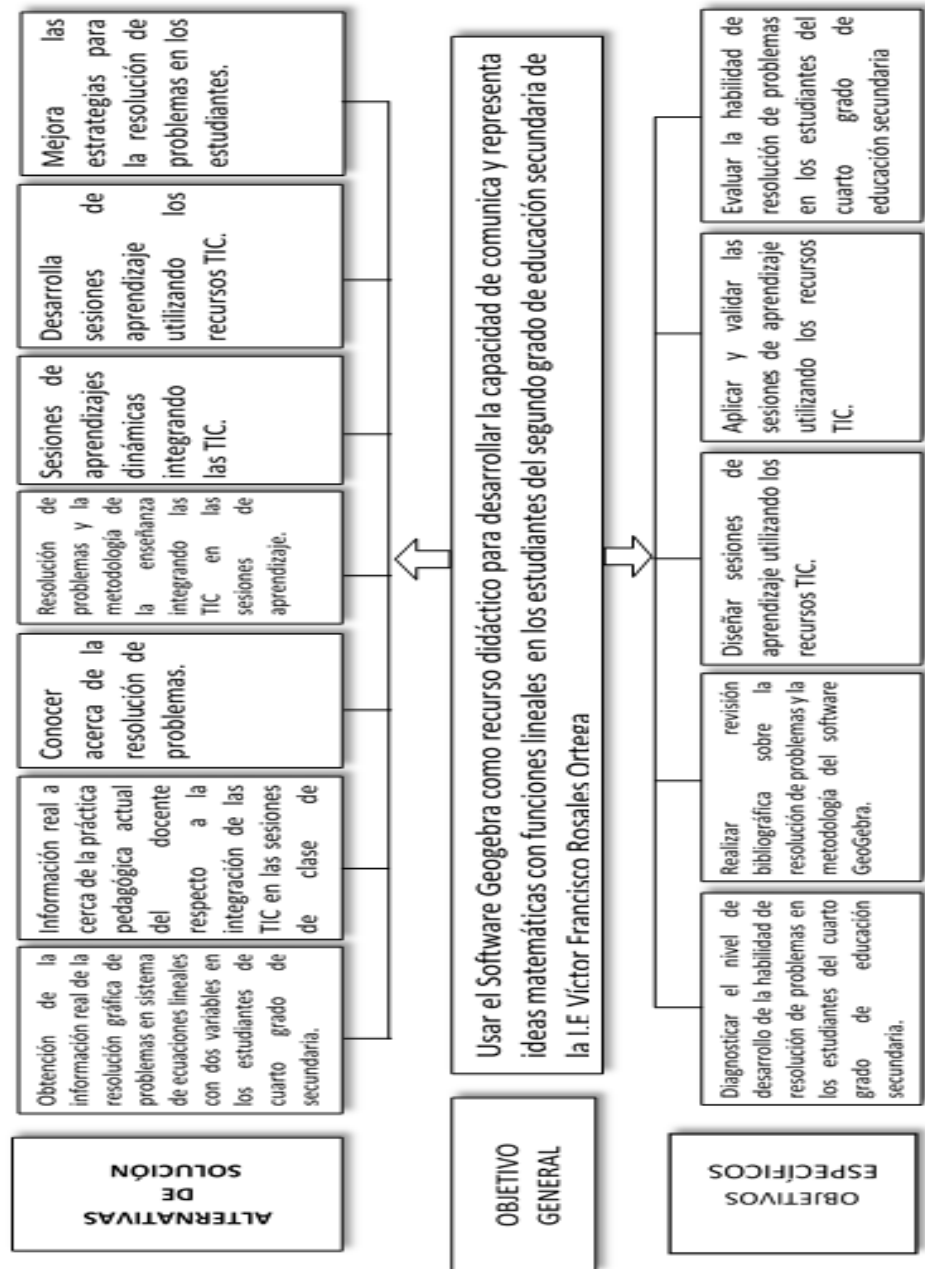 ALTERNATIVAS
DE
SOLUCIÓN
Obtención de la
información real de la
resolución gráfica de
problemas en sistema
de ecuaciones lineales
con dos variables en
los estudiantes de
cuarto grado de
secundaria.
Información real a
cerca de la práctica
pedagógica actual
del docente
respecto a la
integración de las
TIC en las sesiones
de clase de
Conocer
acerca de la
resolución de
problemas.
Resolución de
problemas y la
metodología de
la enseñanza
integrando las
TIC en las
sesiones de
aprendizaje.
Sesiones de
aprendizajes
dinámicas
integrando
las TIC.
Desarrolla
sesiones de
aprendizaje
utilizando los
recursos TIC.
Mejora las
estrategias para
la resolución de
problemas en los
estudiantes.
OBJETIVO
GENERAL
Usar el Software Geogebra como recurso didáctico para desarrollar la capacidad de comunica y representa
ideas matemáticas con funciones lineales en los estudiantes del segundo grado de educación secundaria de
la I.E Víctor Francisco Rosales Ortega
OBJETIVOS
ESPECÍFICOS
Diagnosticar el nivel de
desarrollo de la habilidad de
resolución de problemas en
los estudiantes del cuarto
grado de educación
secundaria.
Realizar revisión
bibliográfica sobre la
resolución de problemas y la
metodología del software
GeoGebra.
Diseñar sesiones de
aprendizaje utilizando los
recursos TIC.
Aplicar y validar las
sesiones de aprendizaje
utilizando los recursos
TIC.
Evaluar la habilidad de
resolución de problemas
en los estudiantes del
cuarto grado de
educación secundaria